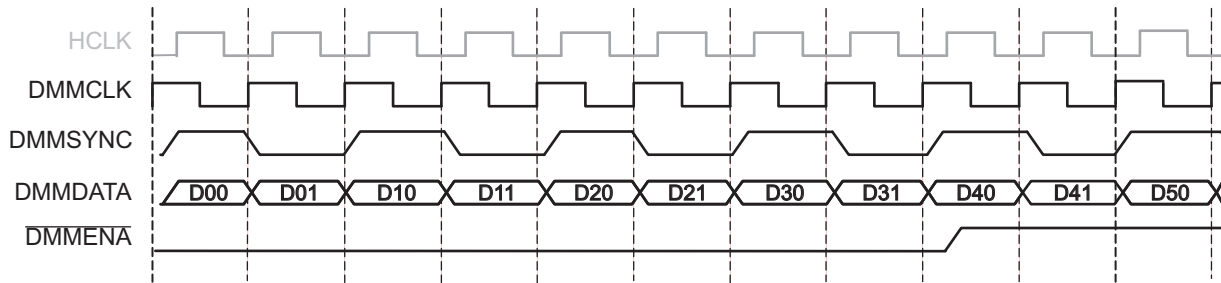 HCLK
DMMCLK
DMMSYNC
DMMDATA D00 D01 D10 D11 D20 D21 D30 D31 D40 D41 D50
DMMENA